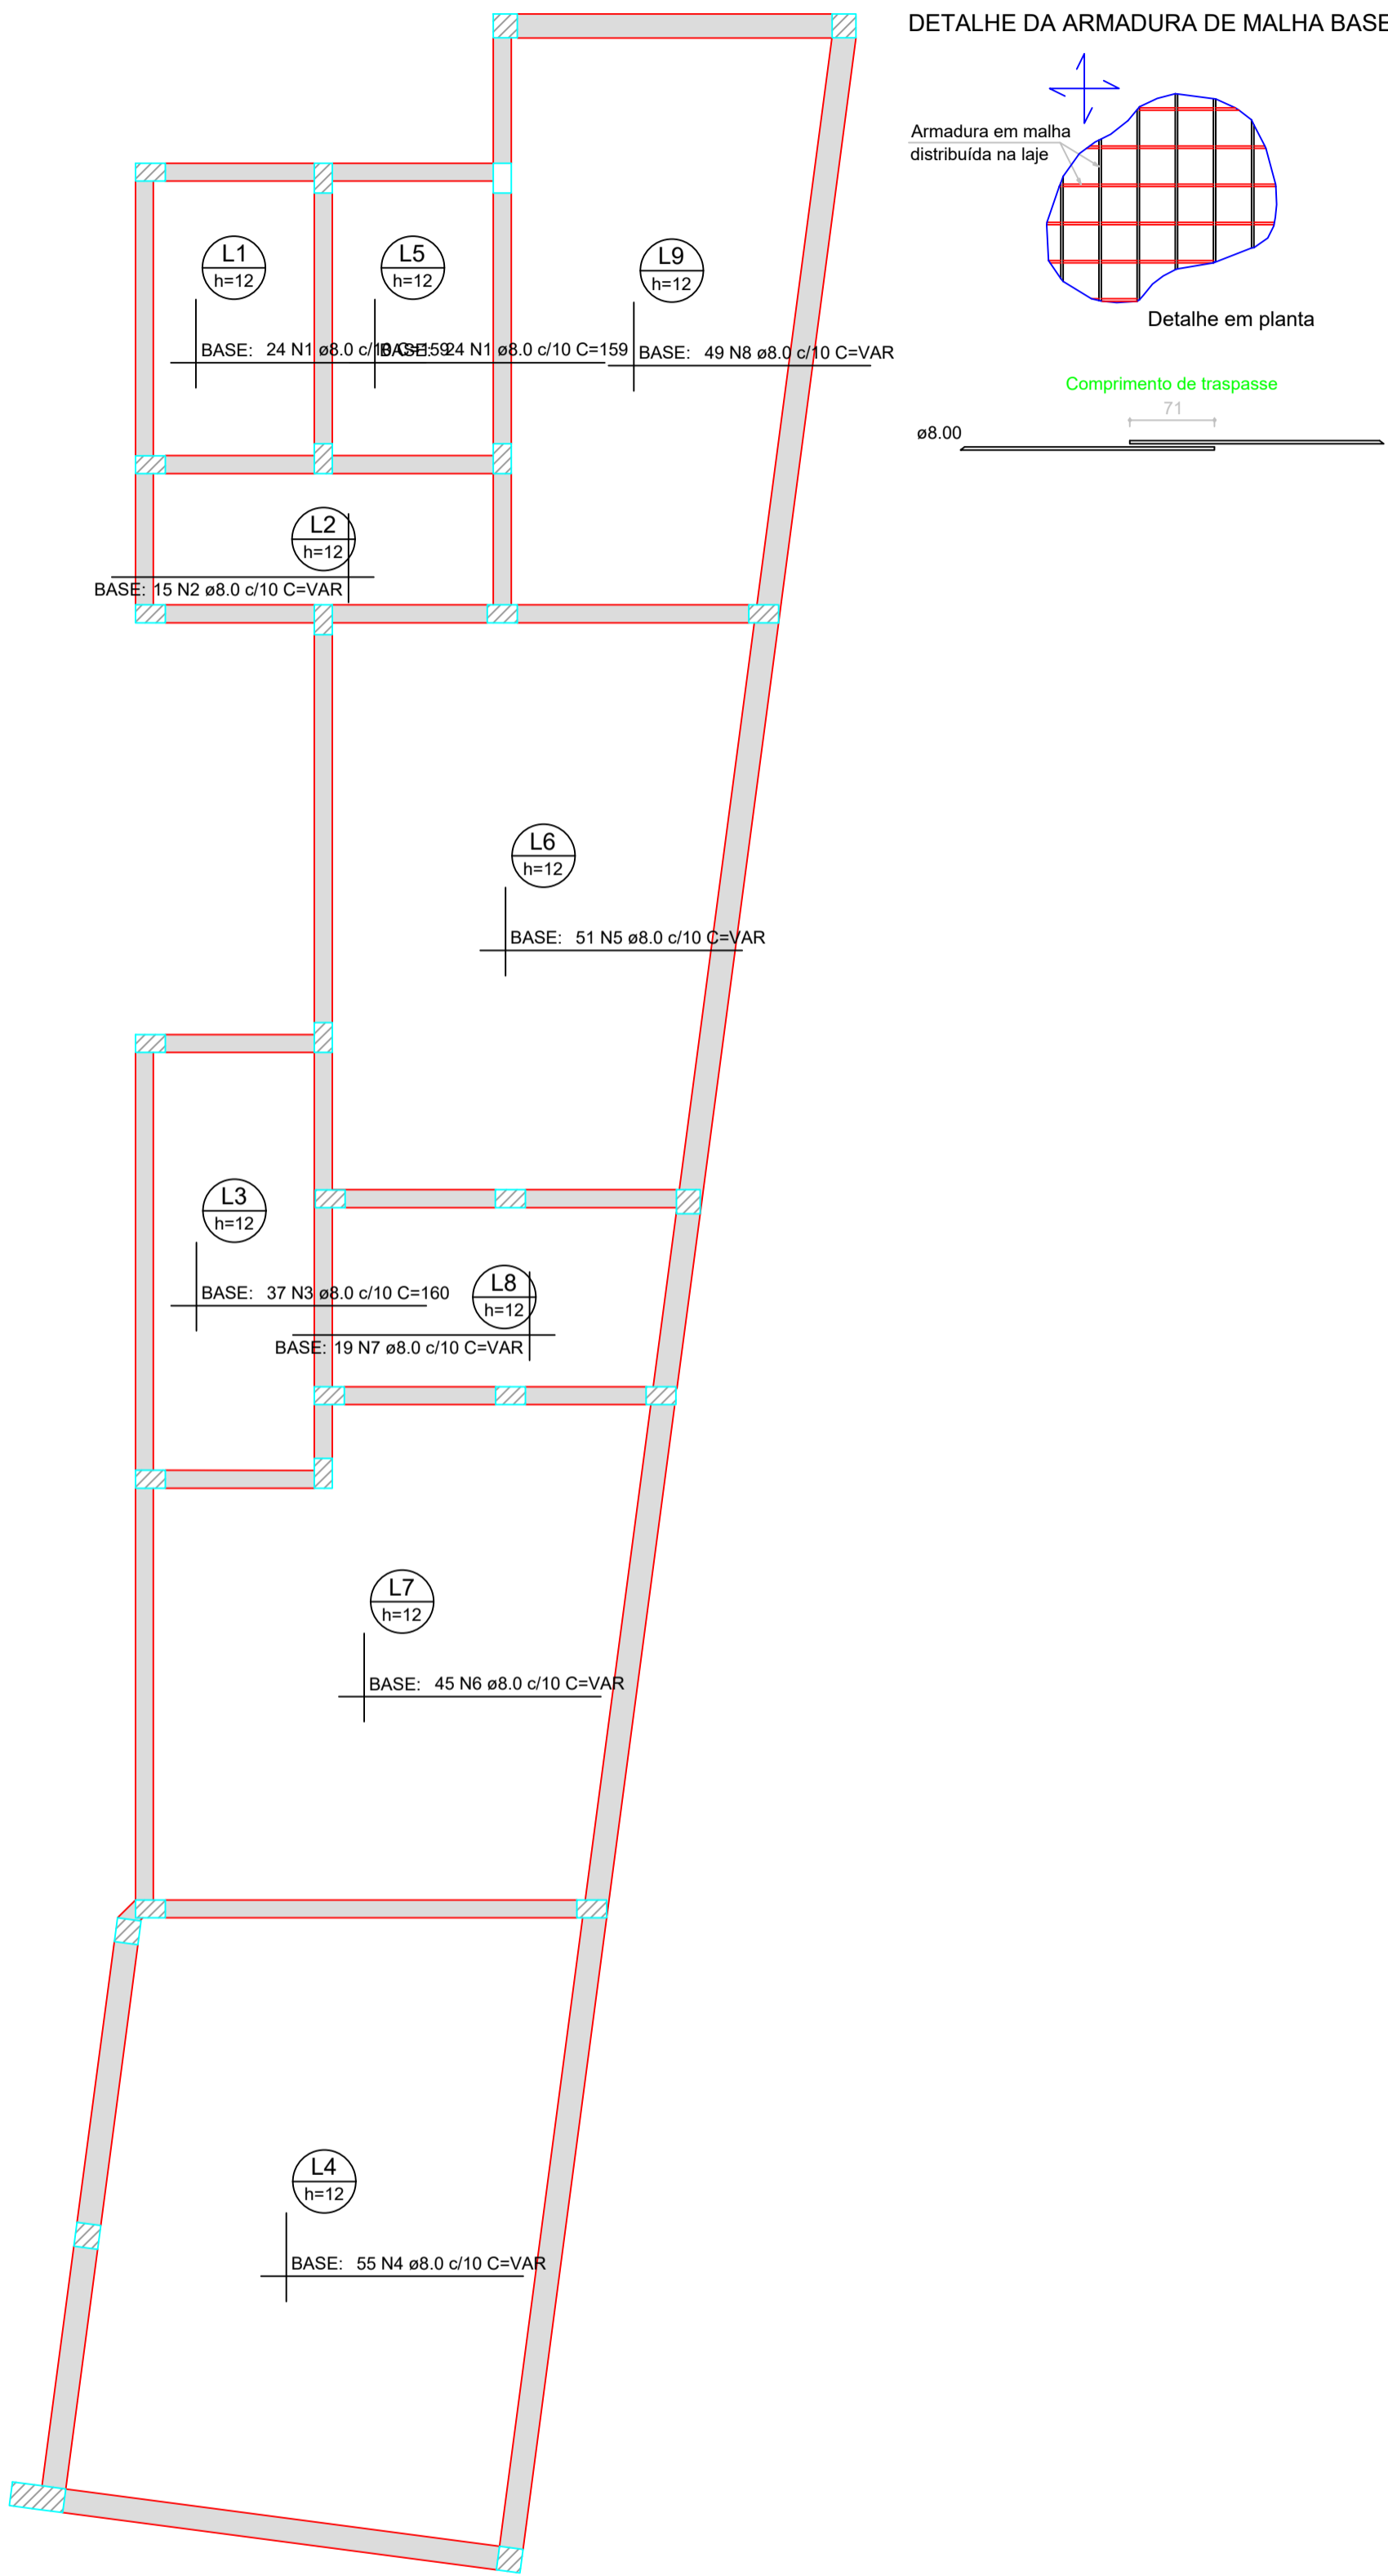 DETALHE DA ARMADURA DE MALHA BASE
Armadura em malha
distribuída na laje
Detalhe em planta
Comprimento de traspasse
71
ø8.00
L1
h=12
BASE: 24 N1 ø8.0 c/10 C=159
L5
h=12
BASE: 24 N1 ø8.0 c/10 C=159
L9
h=12
BASE: 49 N8 ø8.0 c/10 C=VAR
L2
h=12
BASE: 15 N2 ø8.0 c/10 C=VAR
L6
h=12
BASE: 51 N5 ø8.0 c/10 C=VAR
L3
h=12
BASE: 37 N3 ø8.0 c/10 C=160
L8
h=12
BASE: 19 N7 ø8.0 c/10 C=VAR
L7
h=12
BASE: 45 N6 ø8.0 c/10 C=VAR
L4
h=12
BASE: 55 N4 ø8.0 c/10 C=VAR